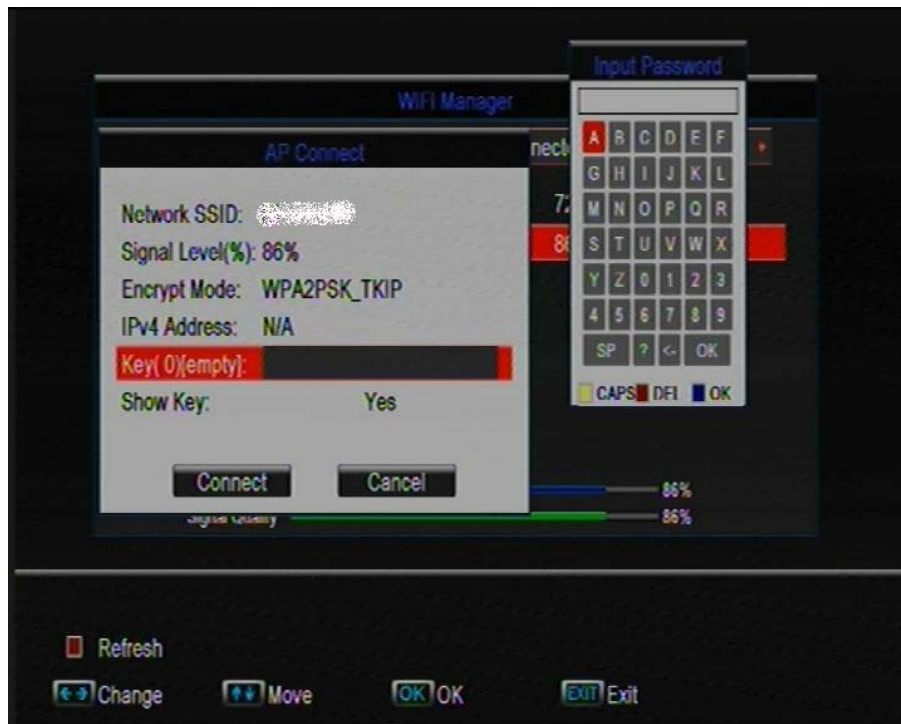 Input Password
WIFI Manager
AP Connect
Network SSID:
Signal Level(%): 86%
Encrypt Mode: WPA2PSK_TKIP
IPv4 Address: N/A
Key( 0)[empty]:
Show Key: Yes
Connect Cancel
A B C D E F
G H I J K L
M N O P Q R
S T U V W X
Y Z 0 1 2 3
4 5 6 7 8 9
SP ? <- OK
CAPS DEL OK
86%
Signal Quality 86%
Refresh
Change Move OK OK EXIT Exit